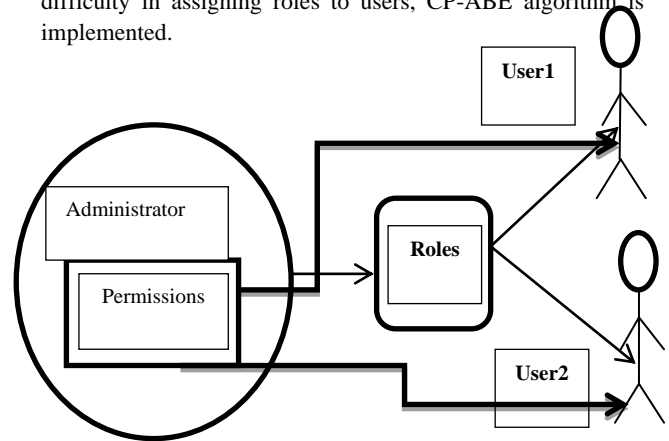 difficulty in assigning roles to users, CP-ABE algorithm is
implemented.
User1
Administrator
Roles
Permissions
User2